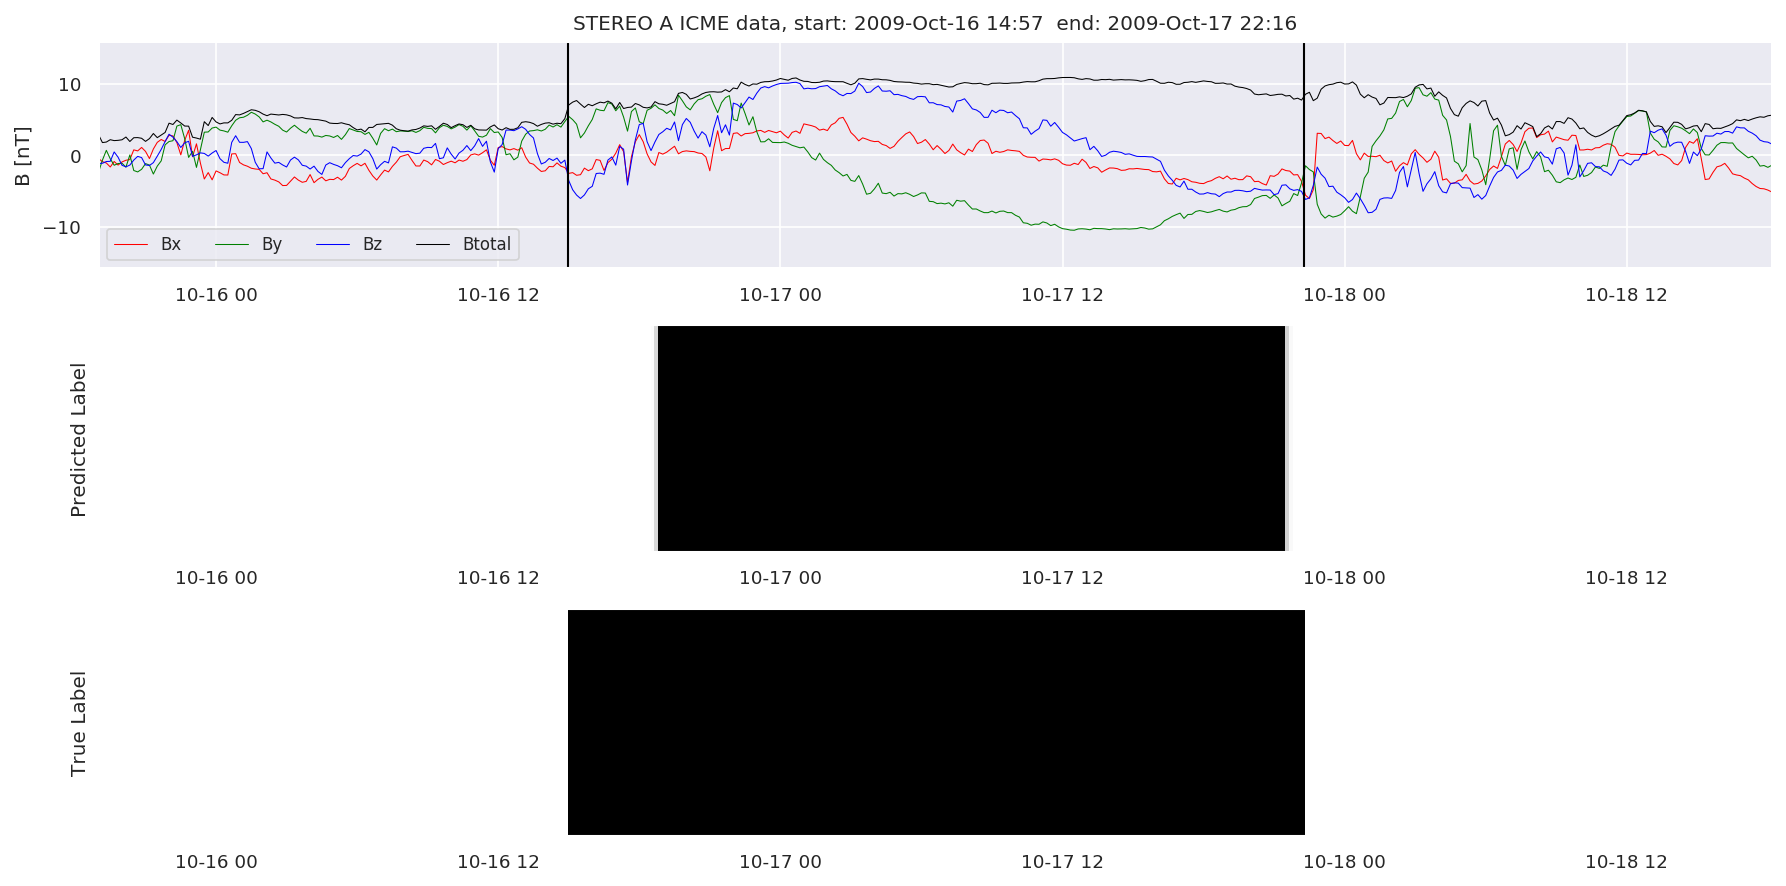 STEREO A ICME data, start: 2009-Oct-16 14:57  end: 2009-Oct-17 22:16
B [nT]
10
0
−10
Bx By Bz Btotal
10-16 00 10-16 12 10-17 00 10-17 12 10-18 00 10-18 12
Predicted Label
10-16 00 10-16 12 10-17 00 10-17 12 10-18 00 10-18 12
True Label
10-16 00 10-16 12 10-17 00 10-17 12 10-18 00 10-18 12